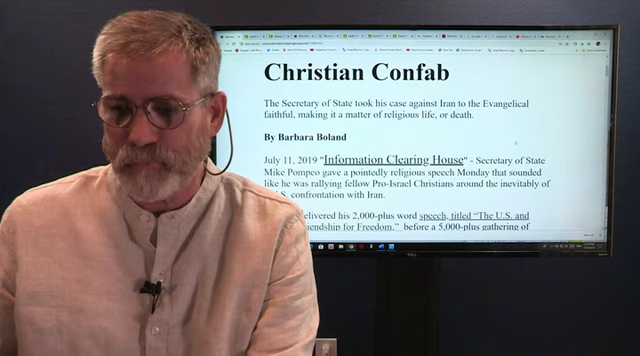 Christian Confab
The Secretary of State took his case against Iran to the Evangelical
faithful, making it a matter of religious life, or death.
By Barbara Boland
July 11, 2019 "Information Clearing House" - Secretary of State
Mike Pompeo gave a pointedly religious speech Monday that sounded
like he was rallying fellow Pro-Israel Christians around the inevitably of
S. confrontation with Iran.
livered his 2,000-plus word speech, titled “The U.S. and
iendship for Freedom,” before a 5,000-plus gathering of
TCL